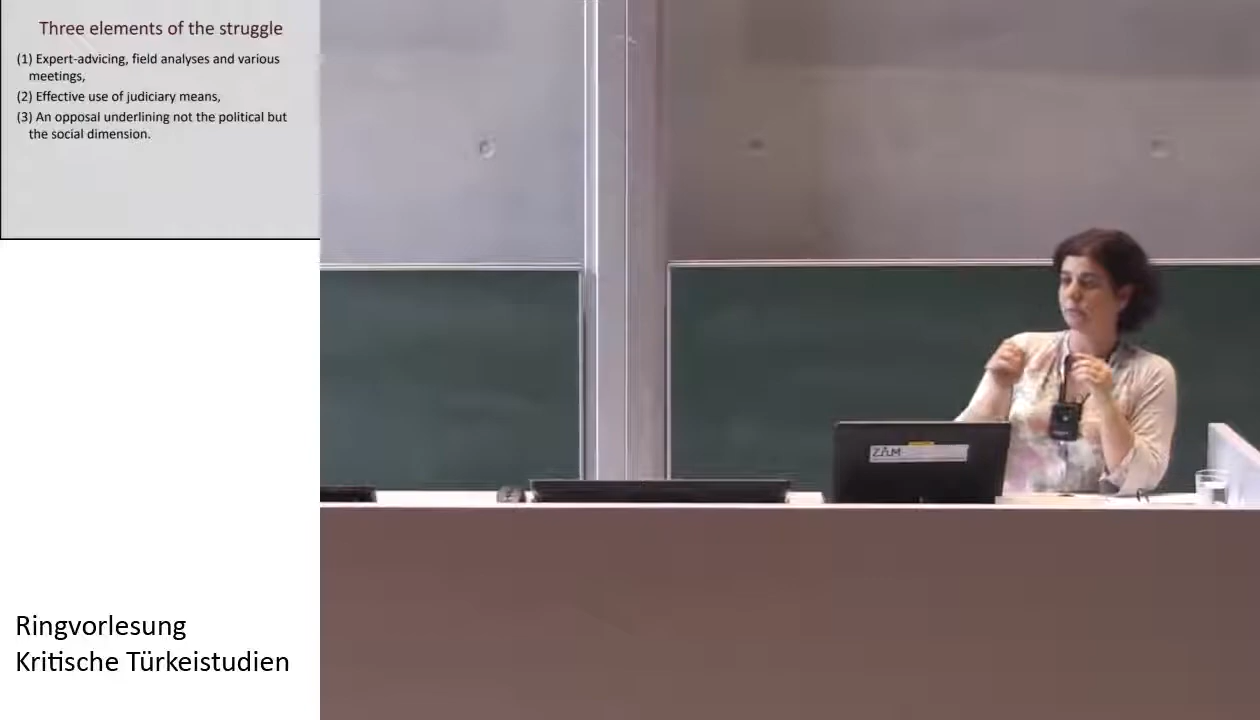 Three elements of the struggle
(1) Expert-advicing, field analyses and various
meetings,
(2) Effective use of judiciary means,
(3) An opposal underlining not the political but
the social dimension.
ZAM
Ringvorlesung
Kritische Türkeistudien